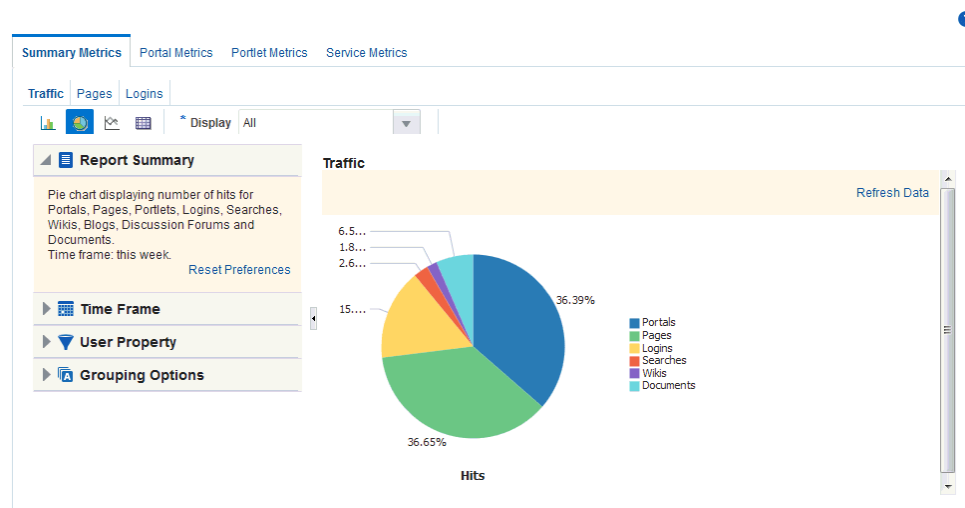 Summary Metrics Portal Metrics Portlet Metrics Service Metrics
Traffic Pages Logins
* Display All
Report Summary
Pie chart displaying number of hits for
Portals, Pages, Portlets, Logins, Searches,
Wikis, Blogs, Discussion Forums and
Documents.
Time frame: this week.
Reset Preferences
Time Frame
User Property
Grouping Options
Traffic
Refresh Data
6.5...
1.8...
2.6...
15....
36.39%
36.65%
Portals
Pages
Logins
Searches
Wikis
Documents
Hits